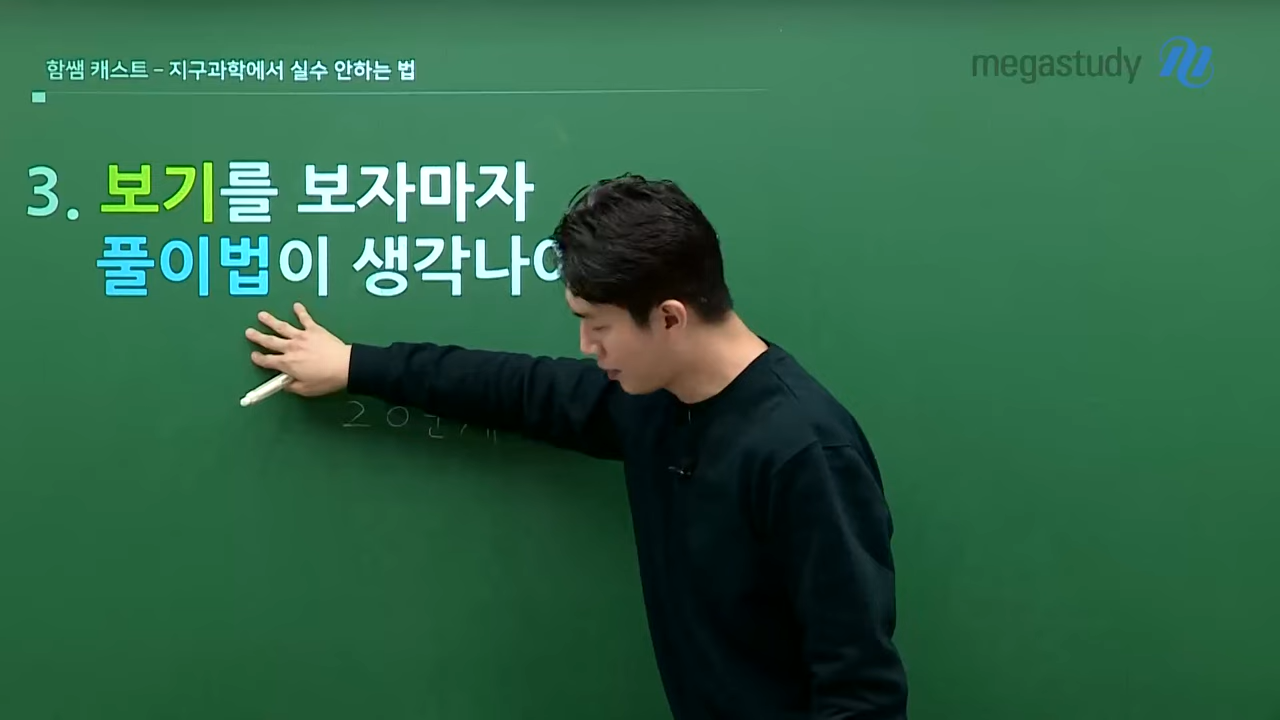 함쌤 캐스트 – 지구과학에서 실수 안하는 법
megastudy
3. 보기를 보자마자
풀이법이 생각나
20